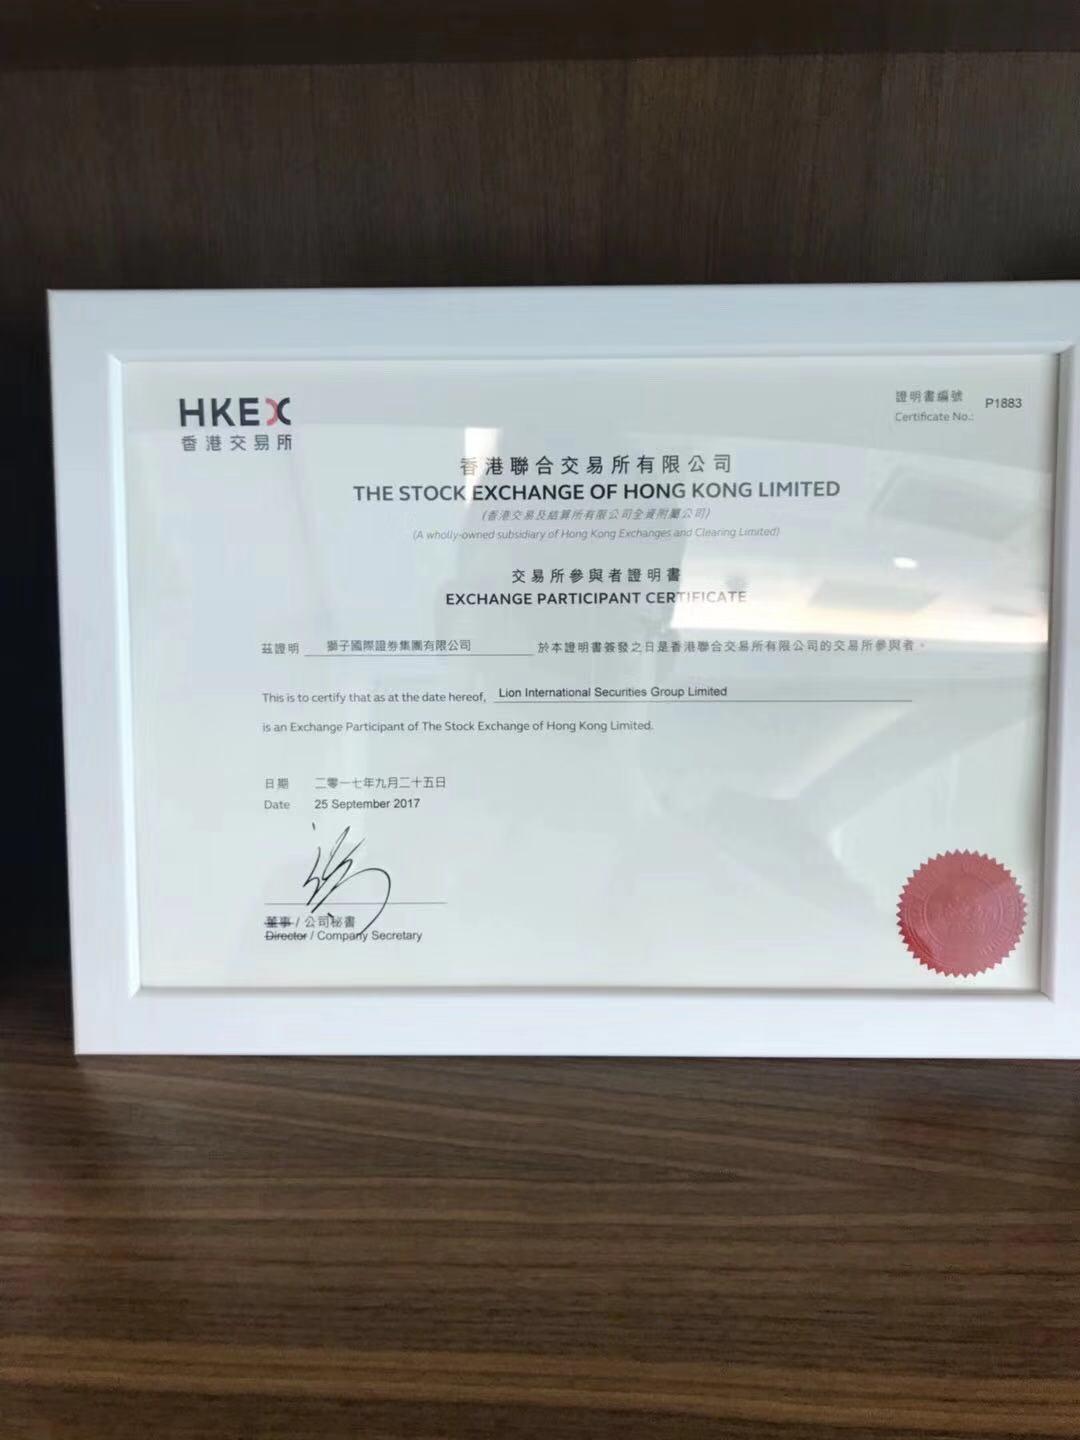 HKEX
香港交易所
證明書編號
Certificate No.: P1883
香港聯合交易所有限公司
THE STOCK EXCHANGE OF HONG KONG LIMITED
(香港交易及結算所有限公司全資附屬公司)
(A wholly-owned subsidiary of Hong Kong Exchanges and Clearing Limited)
交易所參與者證明書
EXCHANGE PARTICIPANT CERTIFICATE
茲證明 獅子國際證券集團有限公司 於本證明書簽發之日是香港聯合交易所有限公司的交易所參與者。
This is to certify that as at the date hereof, Lion International Securities Group Limited
is an Exchange Participant of The Stock Exchange of Hong Kong Limited.
日期 二零一七年九月二十五日
Date 25 September 2017
董事 / 公司秘書
Director / Company Secretary